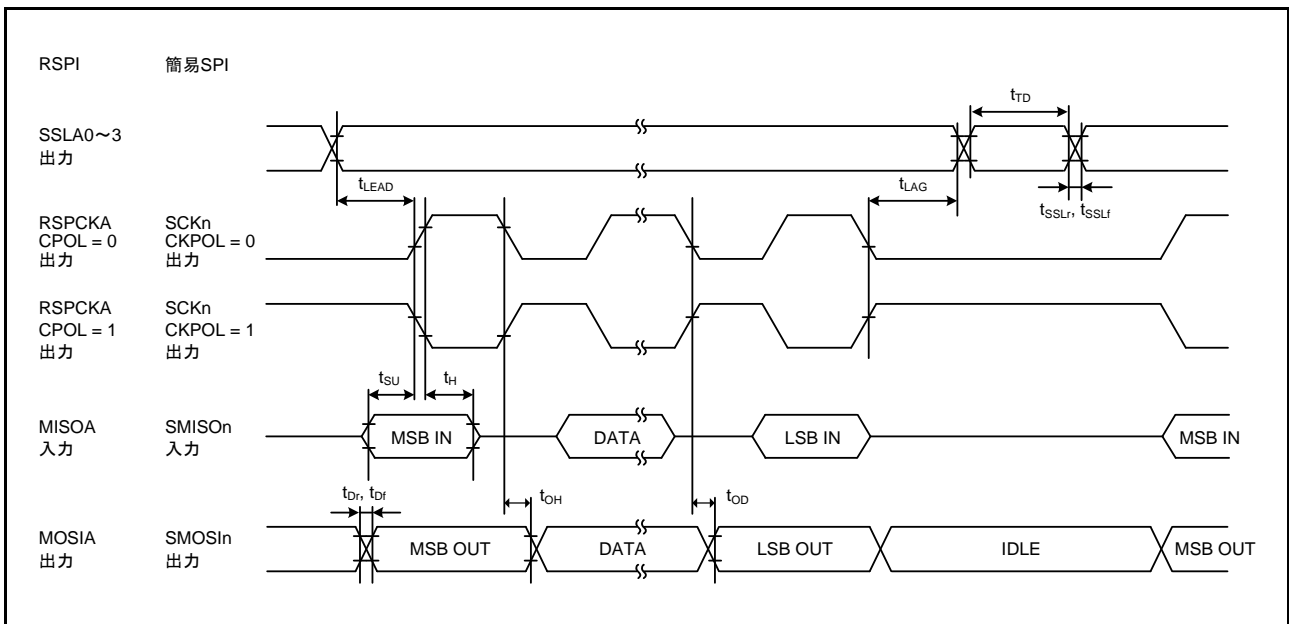 RSPI 簡易SPI
tTD
SSLA0～3
出力
tLEAD
tLAG
tSSLr, tSSLf
RSPCKA SCKn
CPOL = 0 CKPOL = 0
出力 出力
RSPCKA SCKn
CPOL = 1 CKPOL = 1
出力 出力
tSU tH
MISOA SMISOn
入力 入力
MSB IN DATA LSB IN MSB IN
tDr, tDf
tOH tOD
MOSIA SMOSIn
出力 出力
MSB OUT DATA LSB OUT IDLE MSB OUT